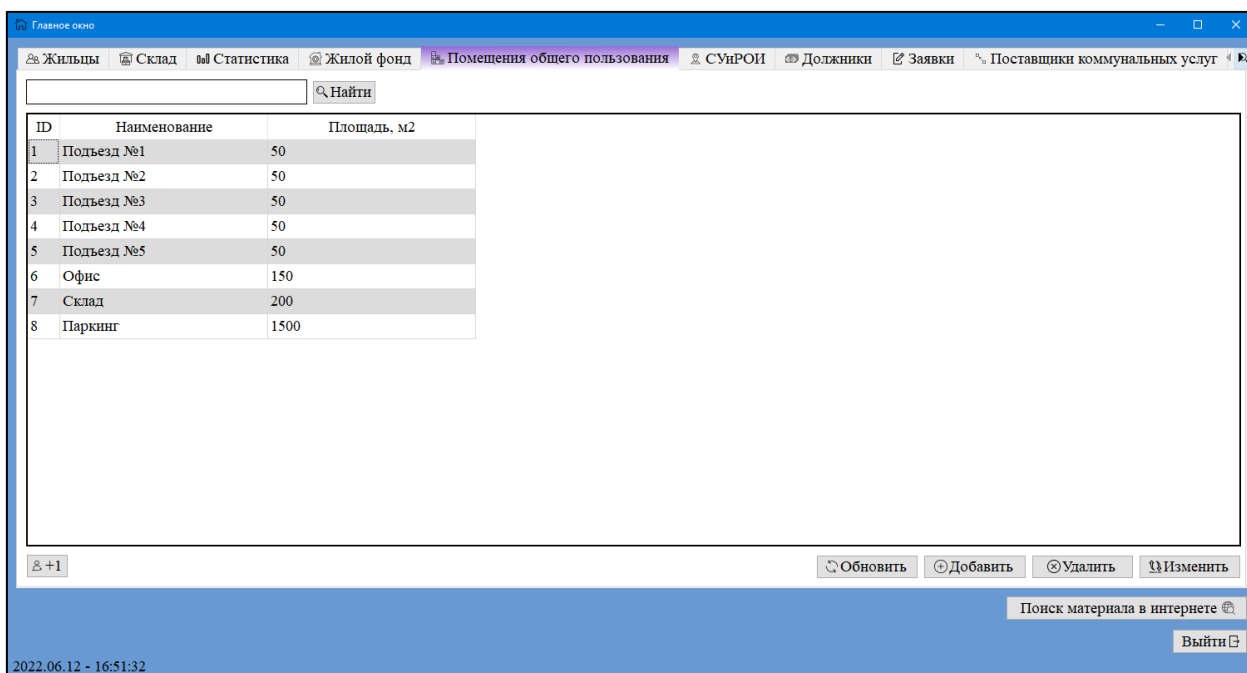 Главное окно
Жильцы Склад Статистика Жилой фонд Помещения общего пользования СУиРОИ Должники Заявки Поставщики коммунальных услуг
Найти
ID Наименование Площадь, м2
1 Подъезд №1 50
2 Подъезд №2 50
3 Подъезд №3 50
4 Подъезд №4 50
5 Подъезд №5 50
6 Офис 150
7 Склад 200
8 Паркинг 1500
+1 Обновить Добавить Удалить Изменить
Поиск материала в интернете
Выйти
2022.06.12 - 16:51:32